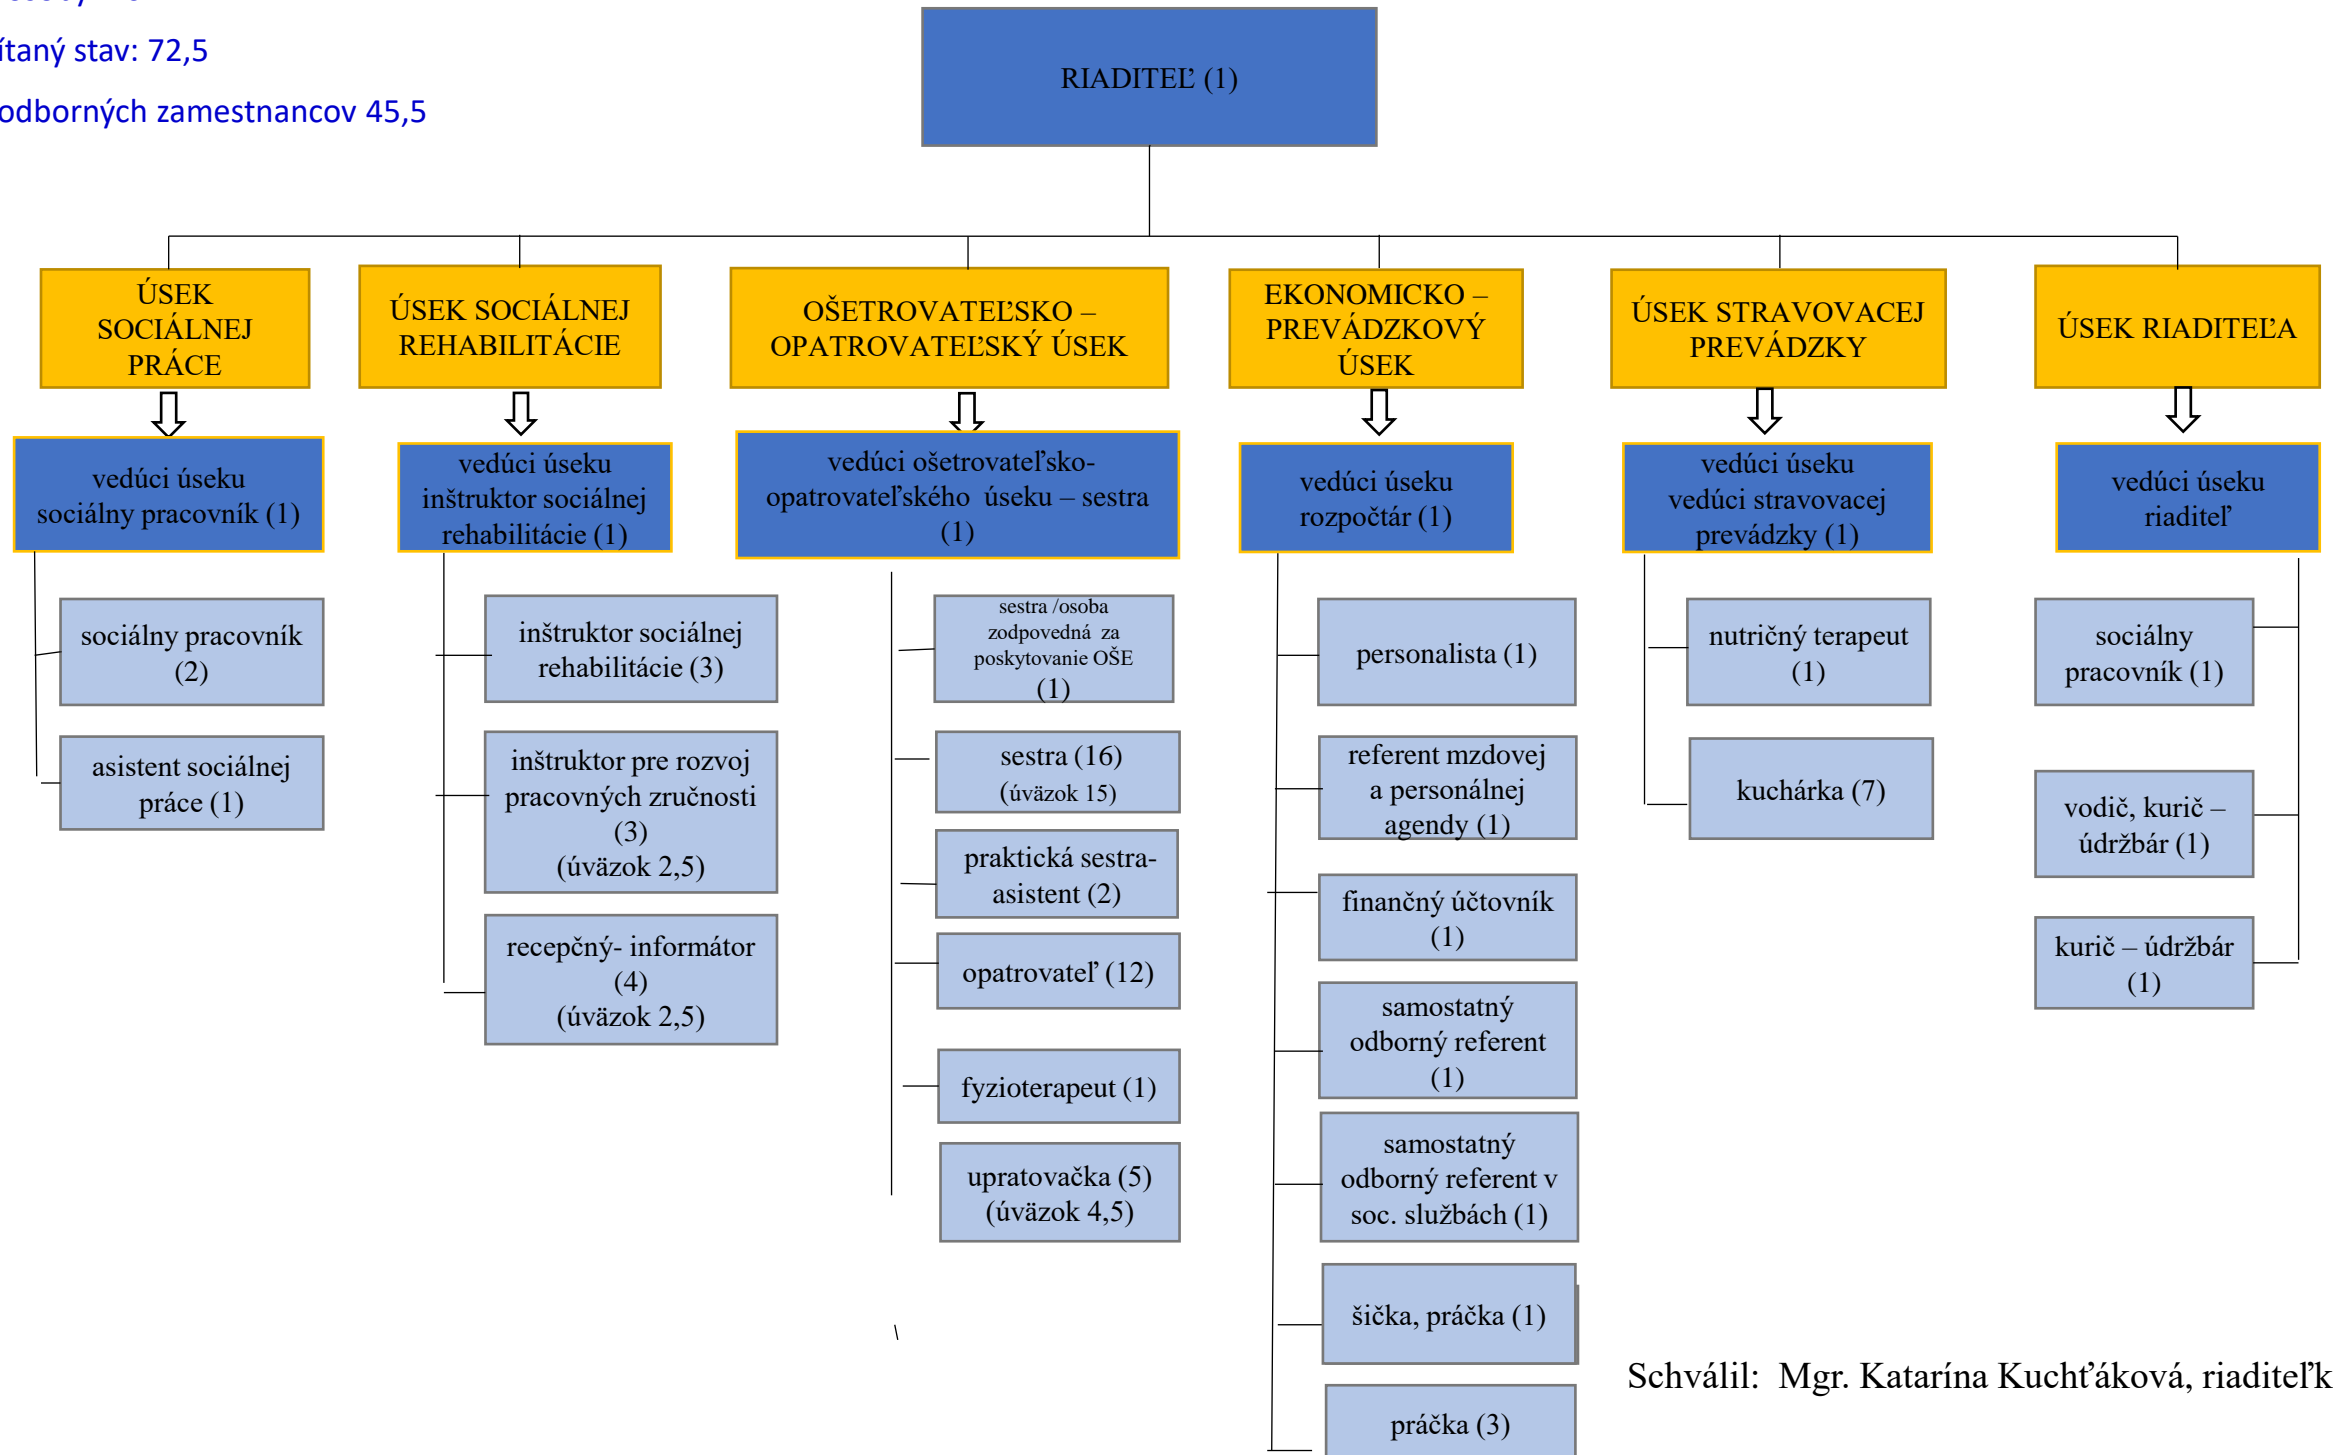 ítaný stav: 72,5
odborných zamestnancov 45,5
RIADITEĽ (1)
ÚSEK
SOCIÁLNEJ
PRÁCE
ÚSEK SOCIÁLNEJ
REHABILITÁCIE
OŠETROVATEĽSKO –
OPATROVATEĽSKÝ ÚSEK
EKONOMICKO –
PREVÁDZKOVÝ
ÚSEK
ÚSEK STRAVOVACEJ
PREVÁDZKY
ÚSEK RIADITEĽA
vedúci úseku
sociálny pracovník (1)
vedúci úseku
inštruktor sociálnej
rehabilitácie (1)
vedúci ošetrovateľsko-
opatrovateľského úseku – sestra
(1)
vedúci úseku
rozpočtár (1)
vedúci úseku
vedúci stravovacej
prevádzky (1)
vedúci úseku
riaditeľ
sociálny pracovník
(2)
asistent sociálnej
práce (1)
inštruktor sociálnej
rehabilitácie (3)
inštruktor pre rozvoj
pracovných zručnosti
(3)
(úväzok 2,5)
recepčný- informátor
(4)
(úväzok 2,5)
sestra /osoba
zodpovedná za
poskytovanie OŠE
(1)
sestra (16)
(úväzok 15)
praktická sestra-
asistent (2)
opatrovateľ (12)
fyzioterapeut (1)
upratovačka (5)
(úväzok 4,5)
personalista (1)
referent mzdovej
a personálnej
agendy (1)
finančný účtovník
(1)
samostatný
odborný referent
(1)
samostatný
odborný referent v
soc. službách (1)
šička, práčka (1)
práčka (3)
nutričný terapeut
(1)
kuchárka (7)
sociálny
pracovník (1)
vodič, kurič –
údržbár (1)
kurič – údržbár
(1)
Schválil: Mgr. Katarína Kuchťáková, riaditeľk